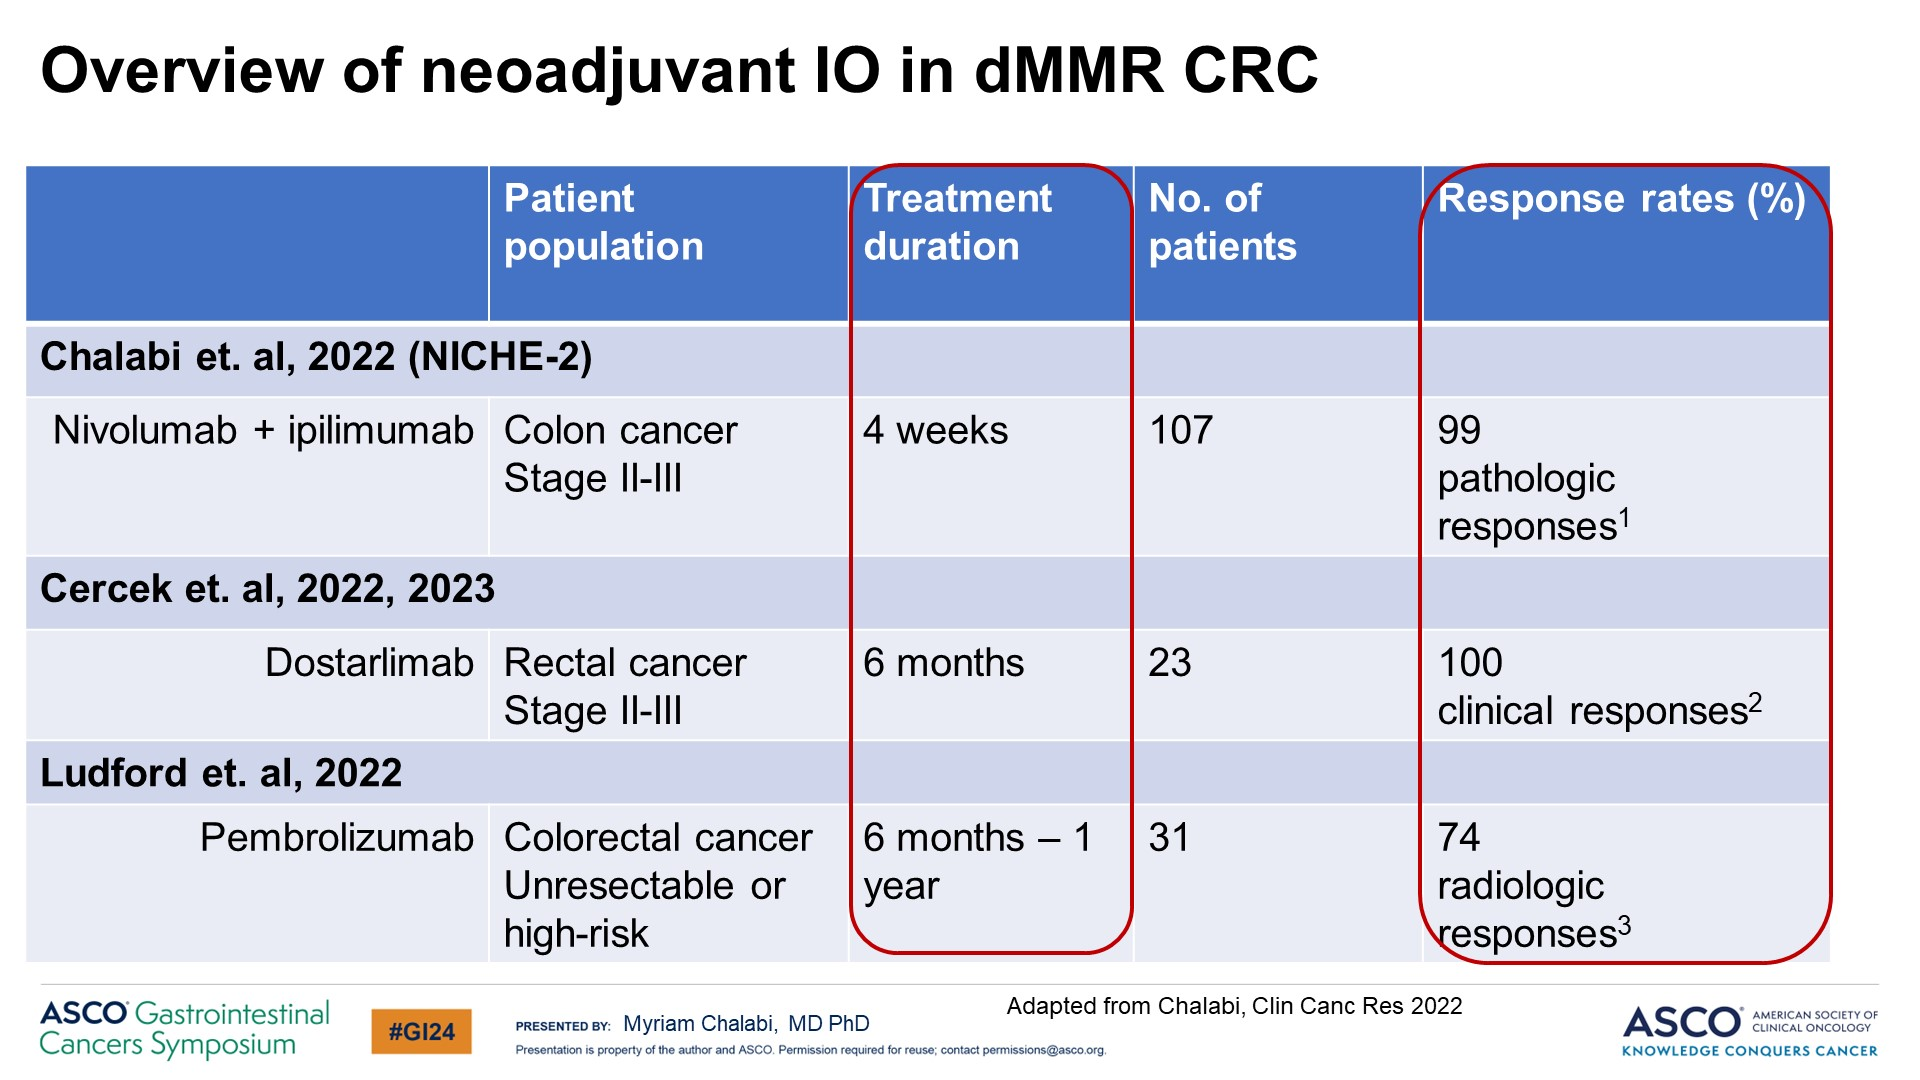 Overview of neoadjuvant IO in dMMR CRC
Patient population
Treatment duration
No. of patients
Response rates (%)
Chalabi et. al, 2022 (NICHE-2)
Nivolumab + ipilimumab
Colon cancer
Stage II-III
4 weeks
107
99
pathologic
responses¹
Cercek et. al, 2022, 2023
Dostarlimab
Rectal cancer
Stage II-III
6 months
23
100
clinical responses²
Ludford et. al, 2022
Pembrolizumab
Colorectal cancer
Unresectable or
high-risk
6 months – 1
year
31
74
radiologic
responses³
ASCO® Gastrointestinal
Cancers Symposium
#GI24
PRESENTED BY: Myriam Chalabi, MD PhD
Presentation is property of the author and ASCO. Permission required for reuse; contact permissions@asco.org.
Adapted from Chalabi, Clin Canc Res 2022
ASCO® AMERICAN SOCIETY OF
CLINICAL ONCOLOGY
KNOWLEDGE CONQUERS CANCER